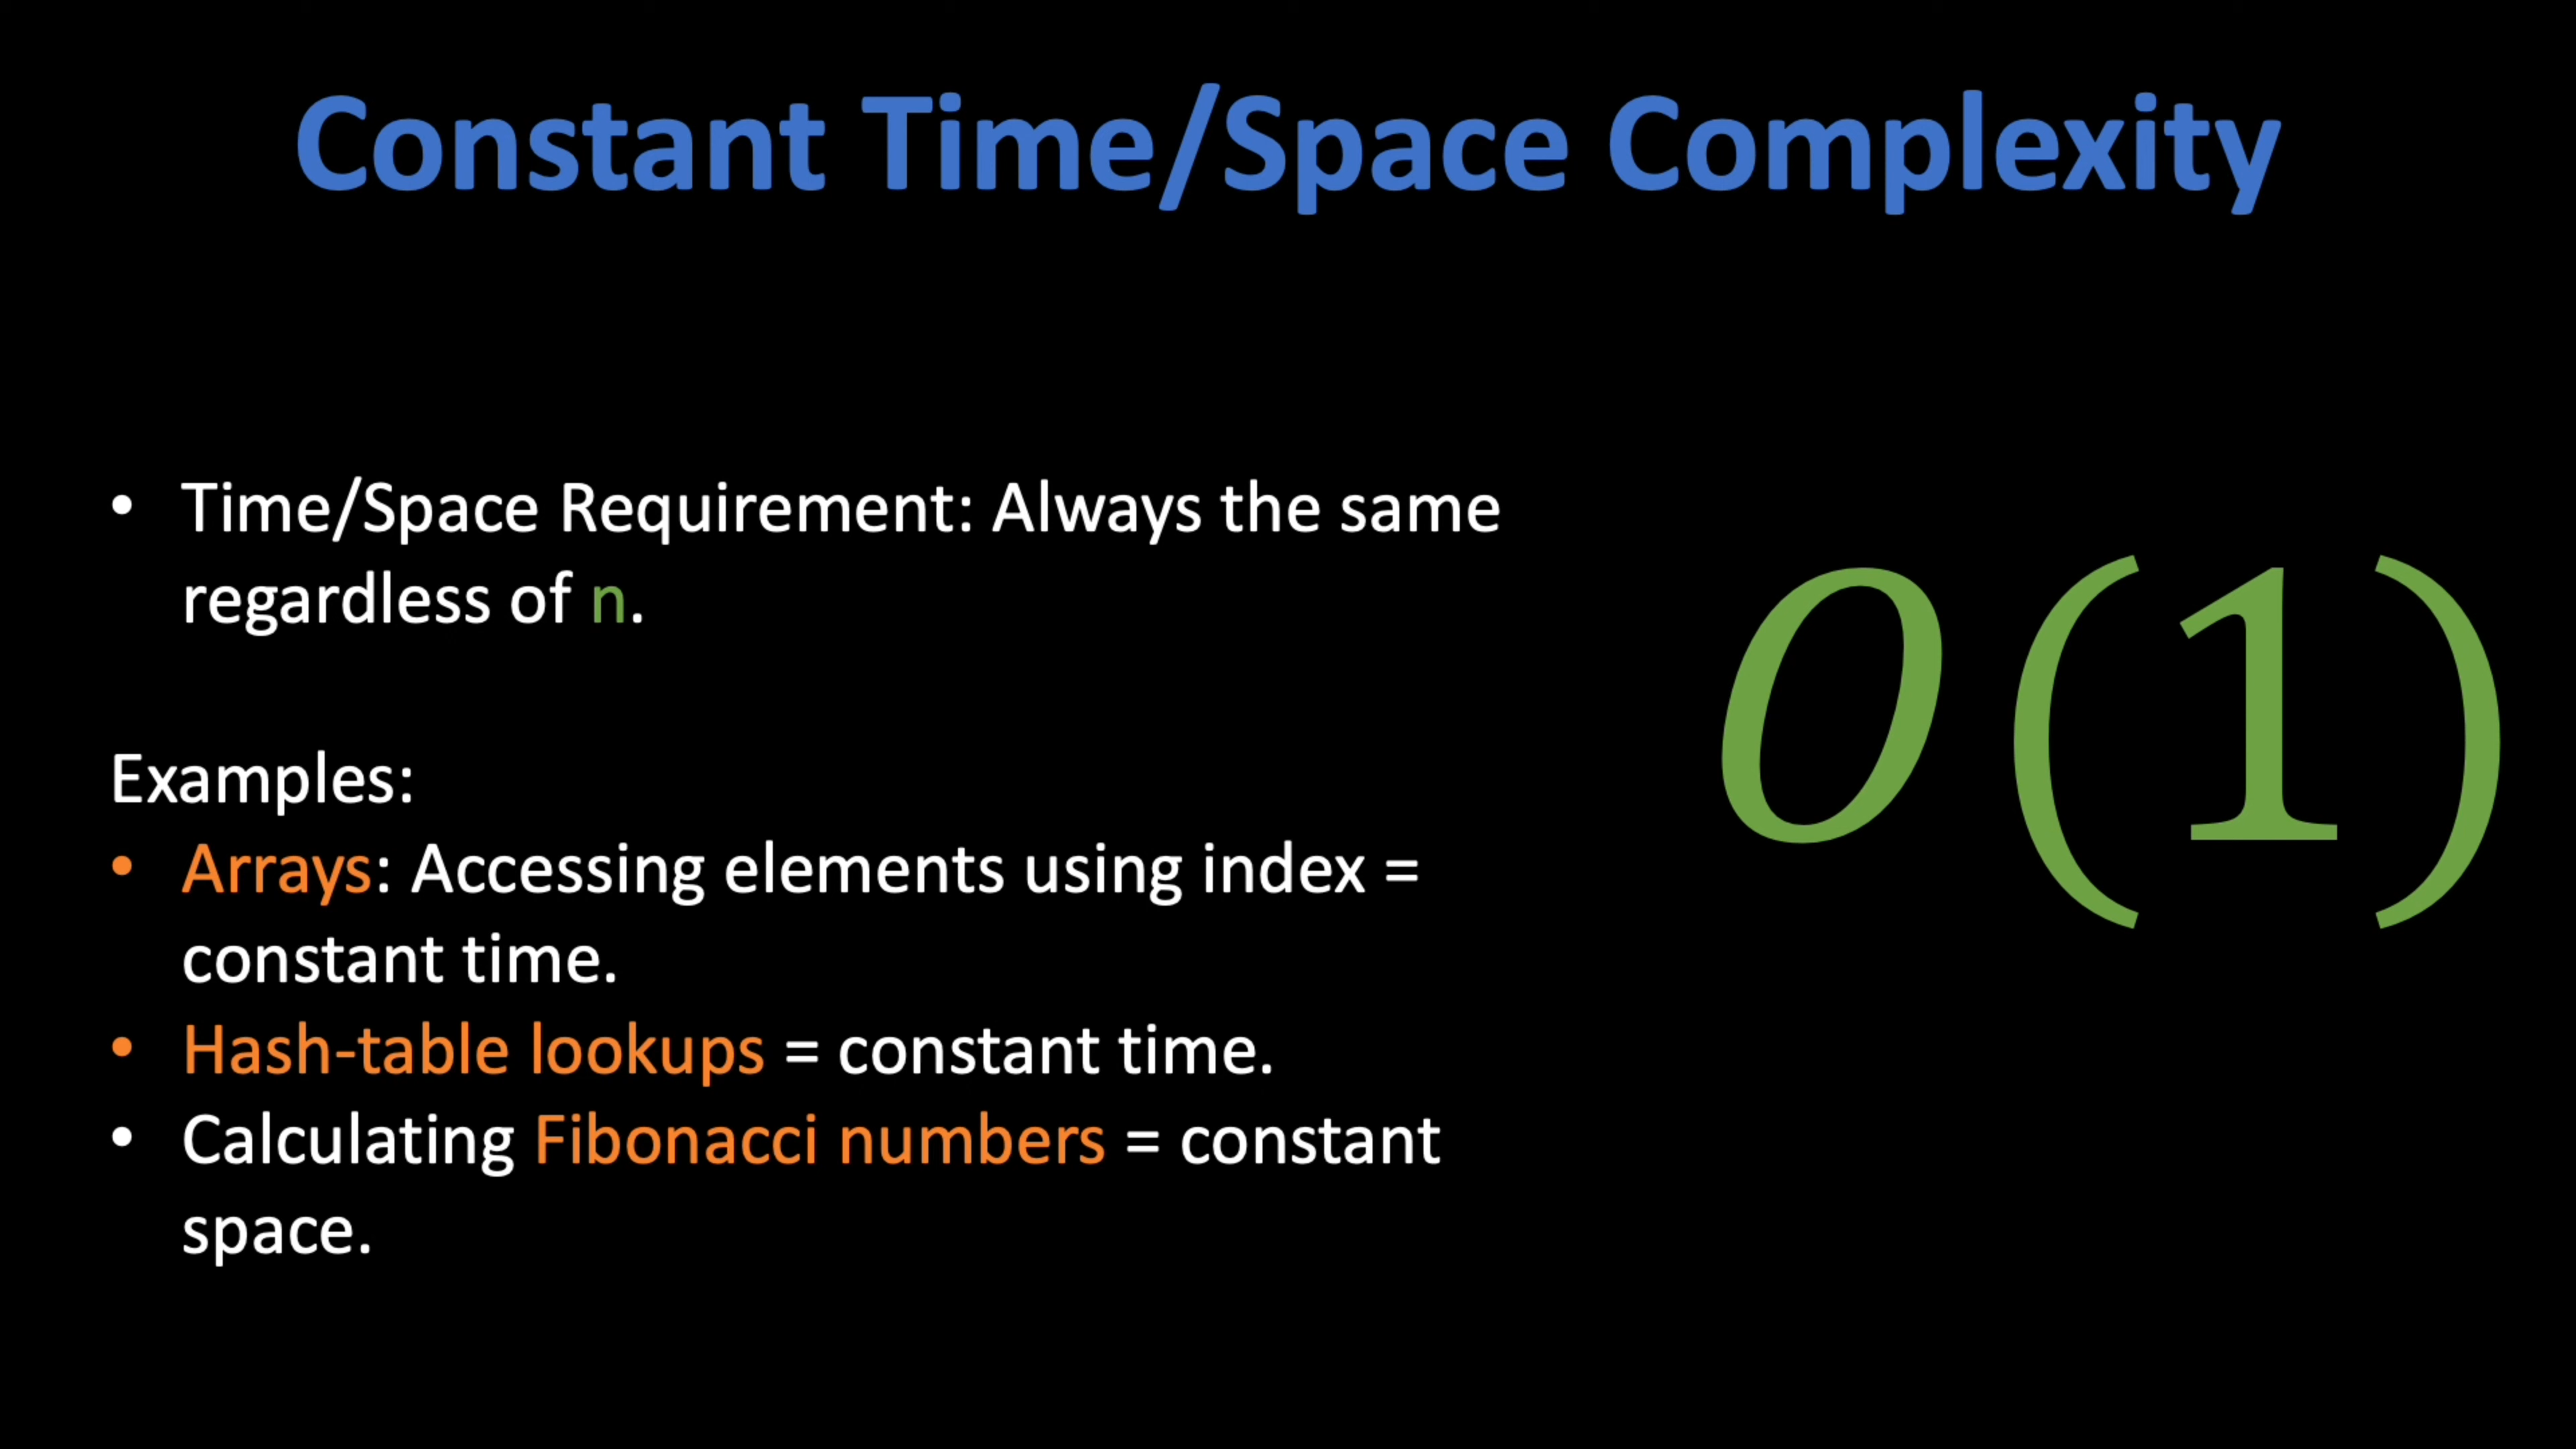 Constant Time/Space Complexity
• Time/Space Requirement: Always the same
regardless of n.
Examples:
• Arrays: Accessing elements using index =
constant time.
• Hash-table lookups = constant time.
• Calculating Fibonacci numbers = constant
space.
O(1)